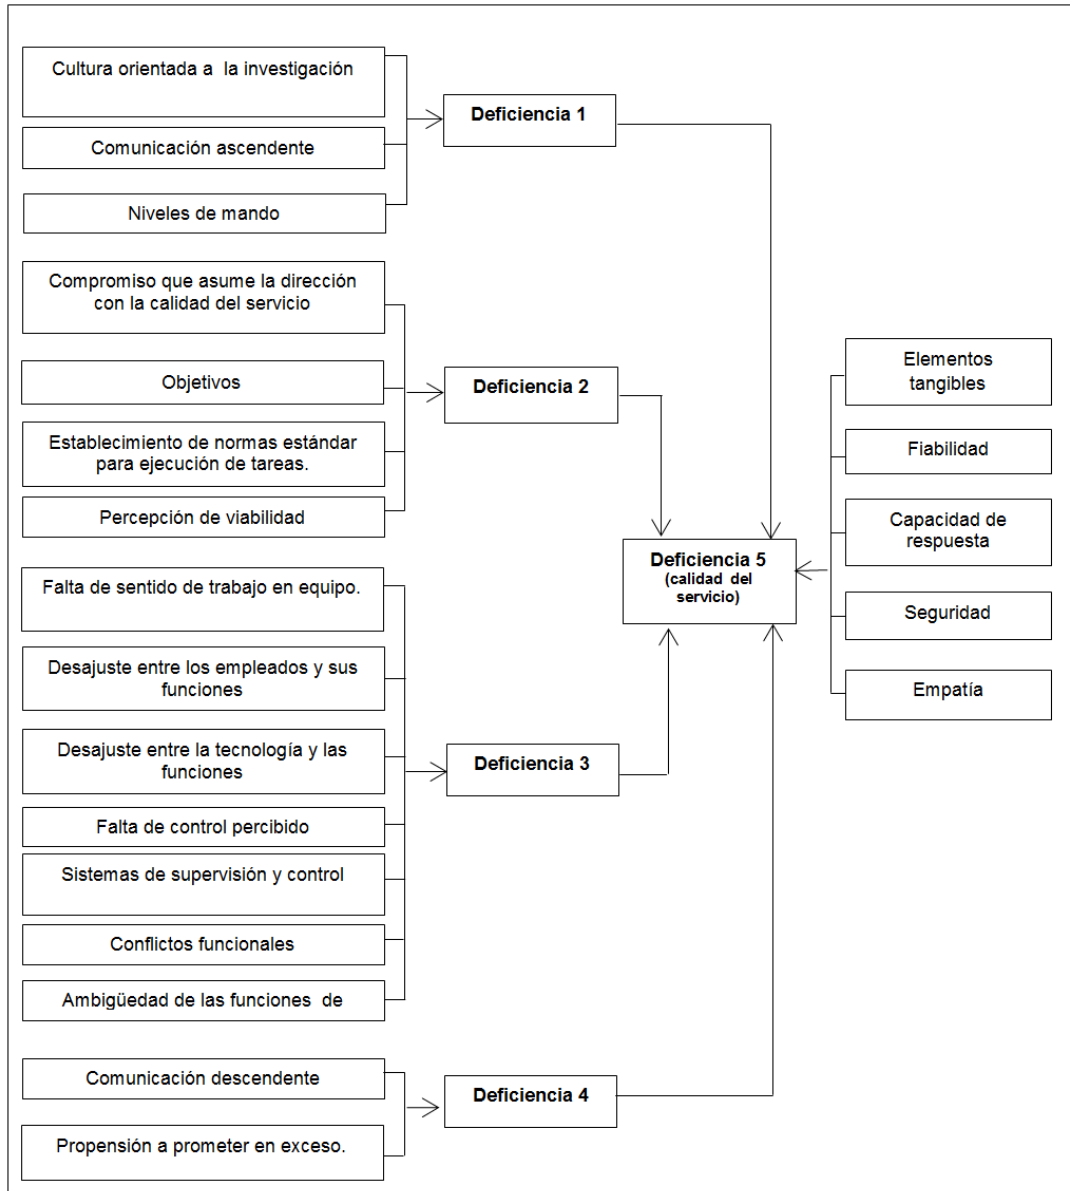 Cultura orientada a la investigación
Comunicación ascendente
Niveles de mando
Deficiencia 1
Compromiso que asume la dirección
con la calidad del servicio
Objetivos
Establecimiento de normas estándar
para ejecución de tareas.
Percepción de viabilidad
Deficiencia 2
Falta de sentido de trabajo en equipo.
Desajuste entre los empleados y sus
funciones
Desajuste entre la tecnología y las
funciones
Falta de control percibido
Sistemas de supervisión y control
Conflictos funcionales
Ambigüedad de las funciones de
Deficiencia 3
Comunicación descendente
Propensión a prometer en exceso.
Deficiencia 4
Deficiencia 5
(calidad del
servicio)
Elementos
tangibles
Fiabilidad
Capacidad de
respuesta
Seguridad
Empatía